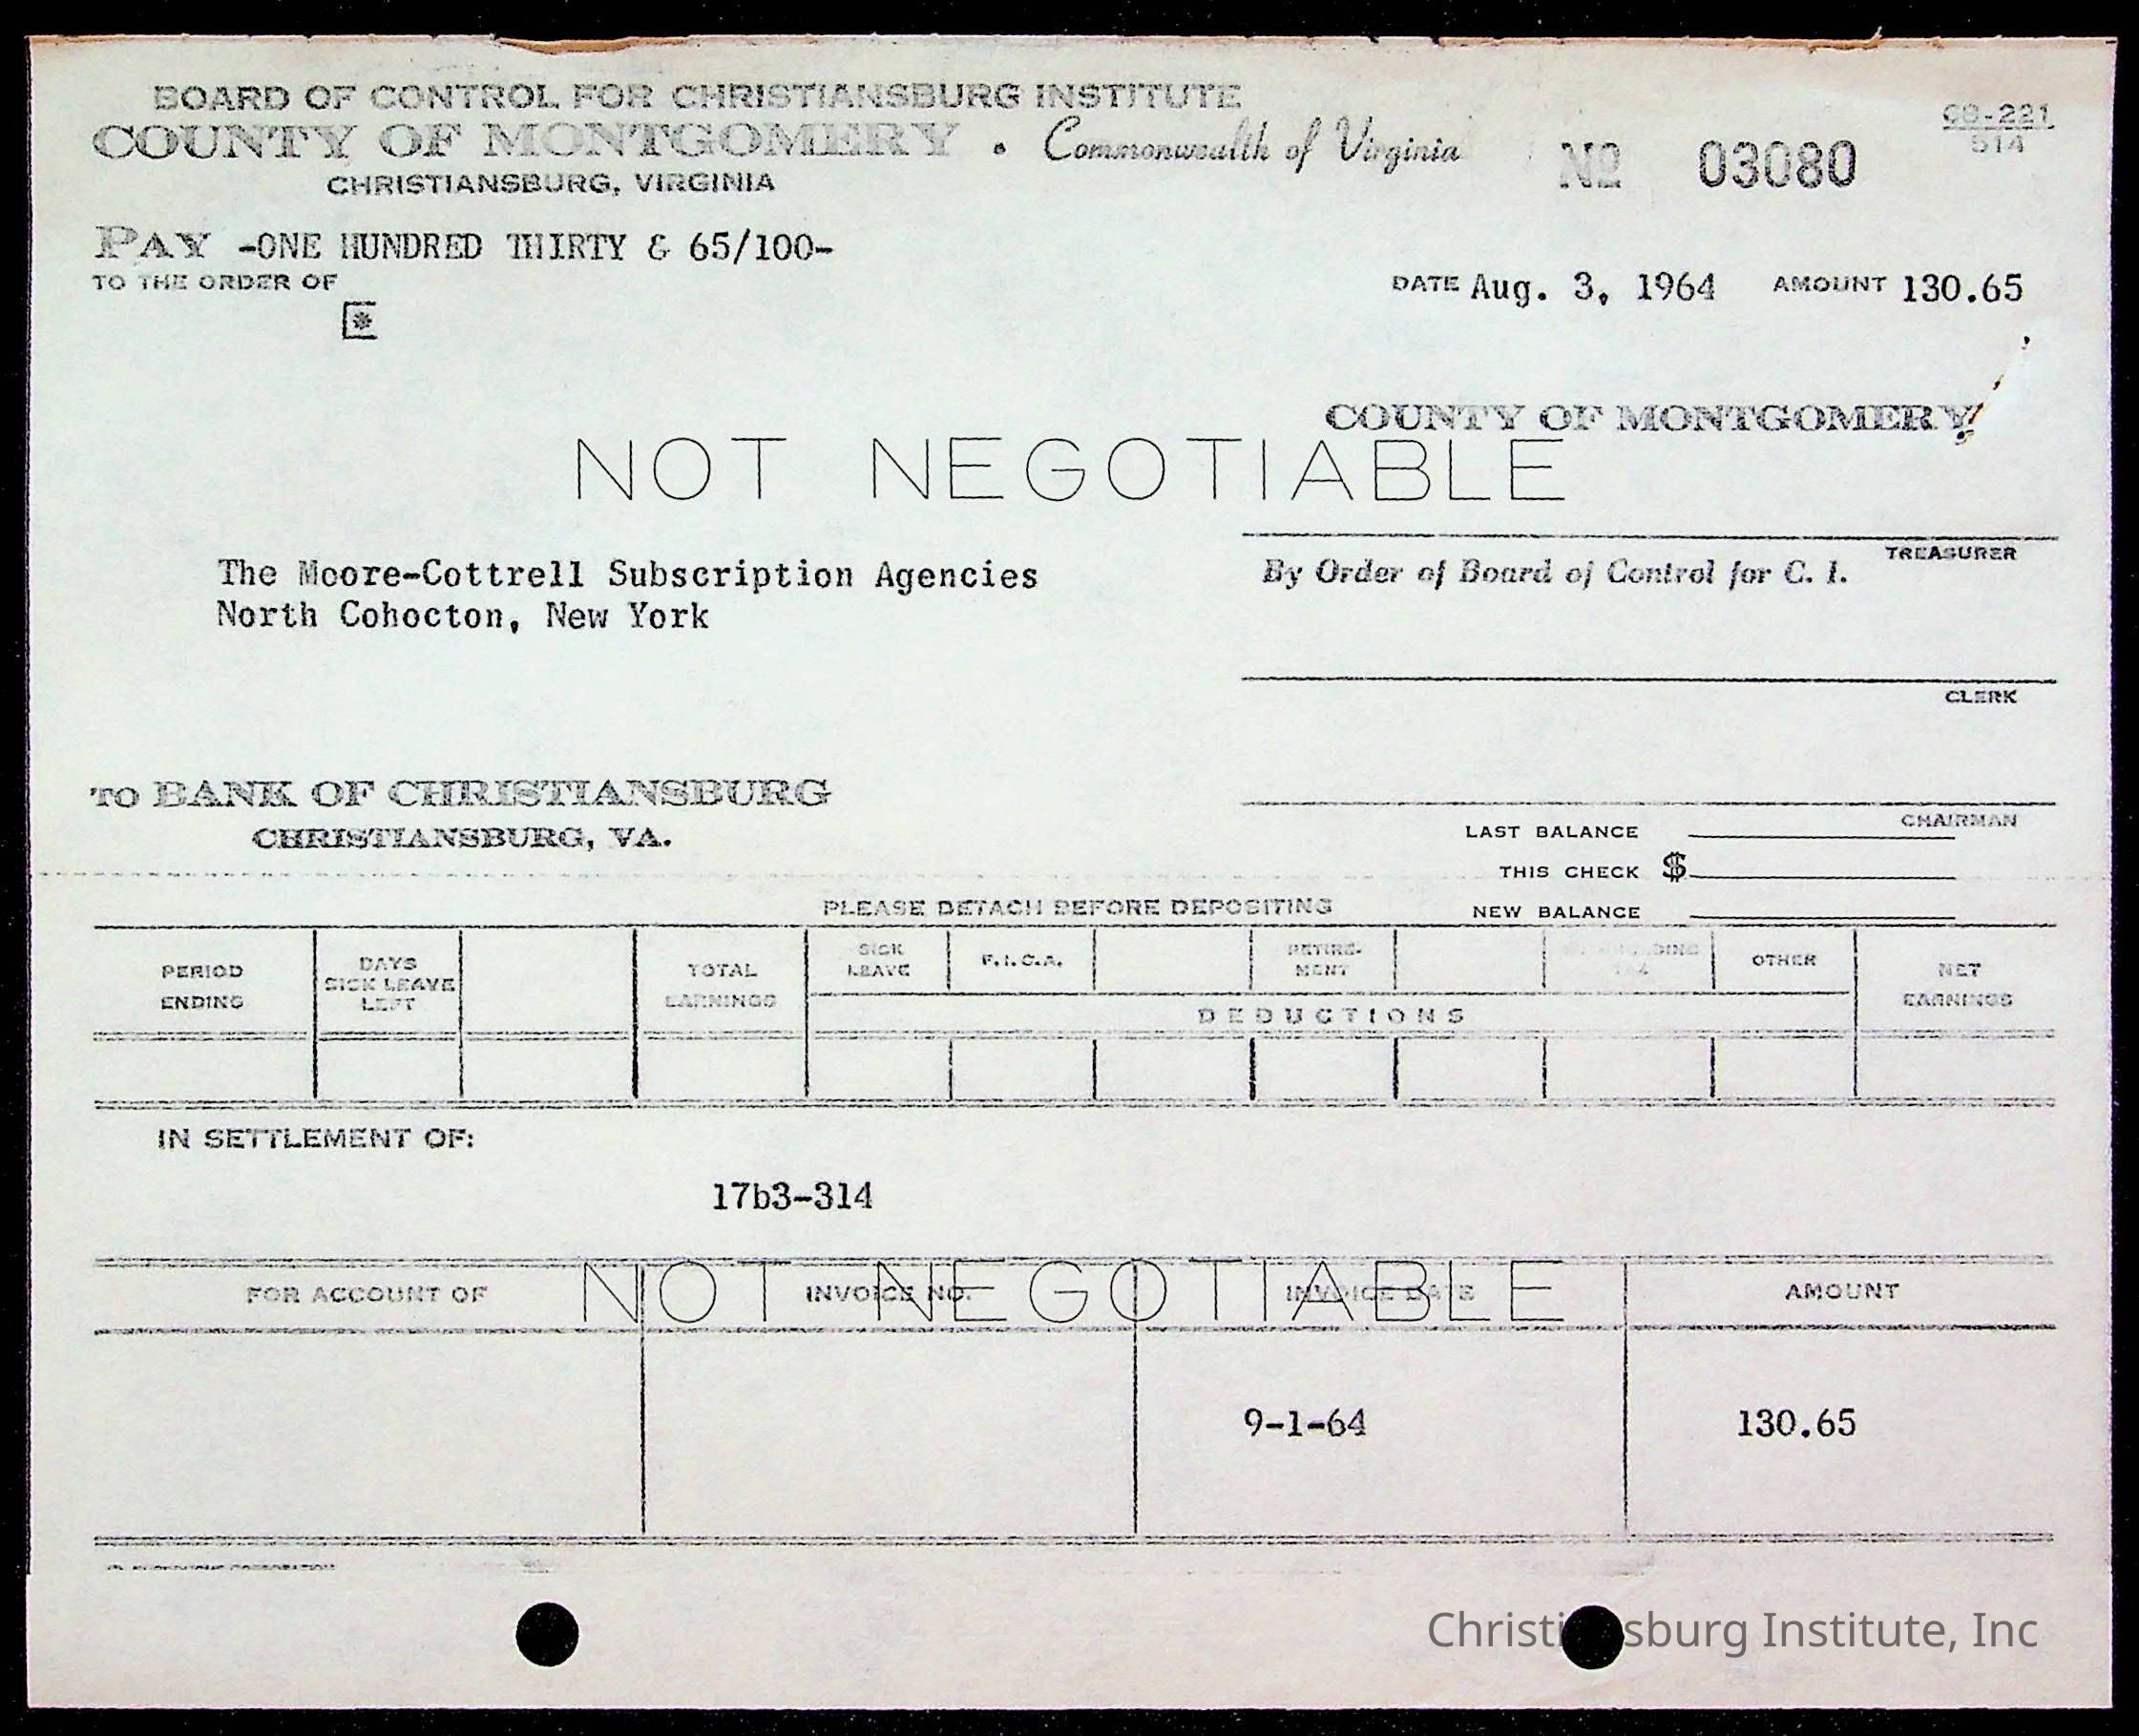 BOARD OF CONTROL FOR CHRISTIANSBURG INSTITUTE
COUNTY OF MONTGOMERY . Commonwealth of Virginia
CHRISTIANSBURG, VIRGINIA
No 03080
514
PAY -ONE HUNDRED THIRTY & 65/100-
TO THE ORDER OF
DATE Aug. 3, 1964 AMOUNT 130.65
COUNTY OF MONTGOMERY
NOT NEGOTIABLE
TREASURER
The Moore-Cottrell Subscription Agencies
North Cohocton, New York
By Order of Board of Control for C. I.
CLERK
TO BANK OF CHRISTIANSBURG
CHRISTIANSBURG, VA.
CHAIRMAN
LAST BALANCE
THIS CHECK $
NEW BALANCE
PLEASE DETACH BEFORE DEPOSITING
PERIOD ENDING
DAYS SICK LEAVE LEFT
TOTAL EARNINGS
SICK LEAVE
F.I.C.A.
RETIREMENT
OTHER
NET EARNINGS
DEDUCTIONS
IN SETTLEMENT OF:
17b3-314
NOT NEGOTIABLE
FOR ACCOUNT OF INVOICE NO. INVOICE DATE AMOUNT
9-1-64 130.65
Christi sburg Institute, Inc